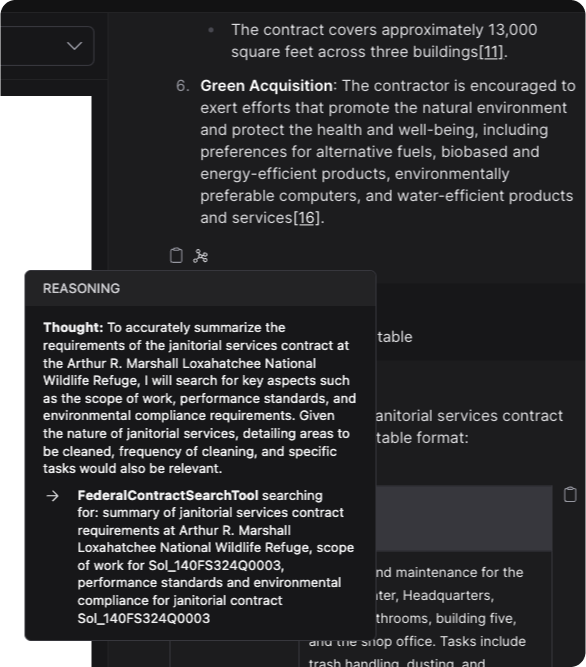 The contract covers approximately 13,000
square feet across three buildings[11].
6. Green Acquisition: The contractor is encouraged to
exert efforts that promote the natural environment
and protect the health and well-being, including
preferences for alternative fuels, biobased and
energy-efficient products, environmentally
preferable computers, and water-efficient products
and services[16].
REASONING
Thought: To accurately summarize the
requirements of the janitorial services contract at
the Arthur R. Marshall Loxahatchee National
Wildlife Refuge, I will search for key aspects such
as the scope of work, performance standards, and
environmental compliance requirements. Given
the nature of janitorial services, detailing areas to
be cleaned, frequency of cleaning, and specific
tasks would also be relevant.
→ FederalContractSearchTool searching
for: summary of janitorial services contract
requirements at Arthur R. Marshall
Loxahatchee National Wildlife Refuge, scope
of work for Sol_140FS324Q0003,
performance standards and environmental
compliance for janitorial contract
Sol_140FS324Q0003
table
anitorial services contract
table format:
nd maintenance for the
ter, Headquarters,
throoms, building five,
and the shop office. Tasks include
trash handling, dusting, and